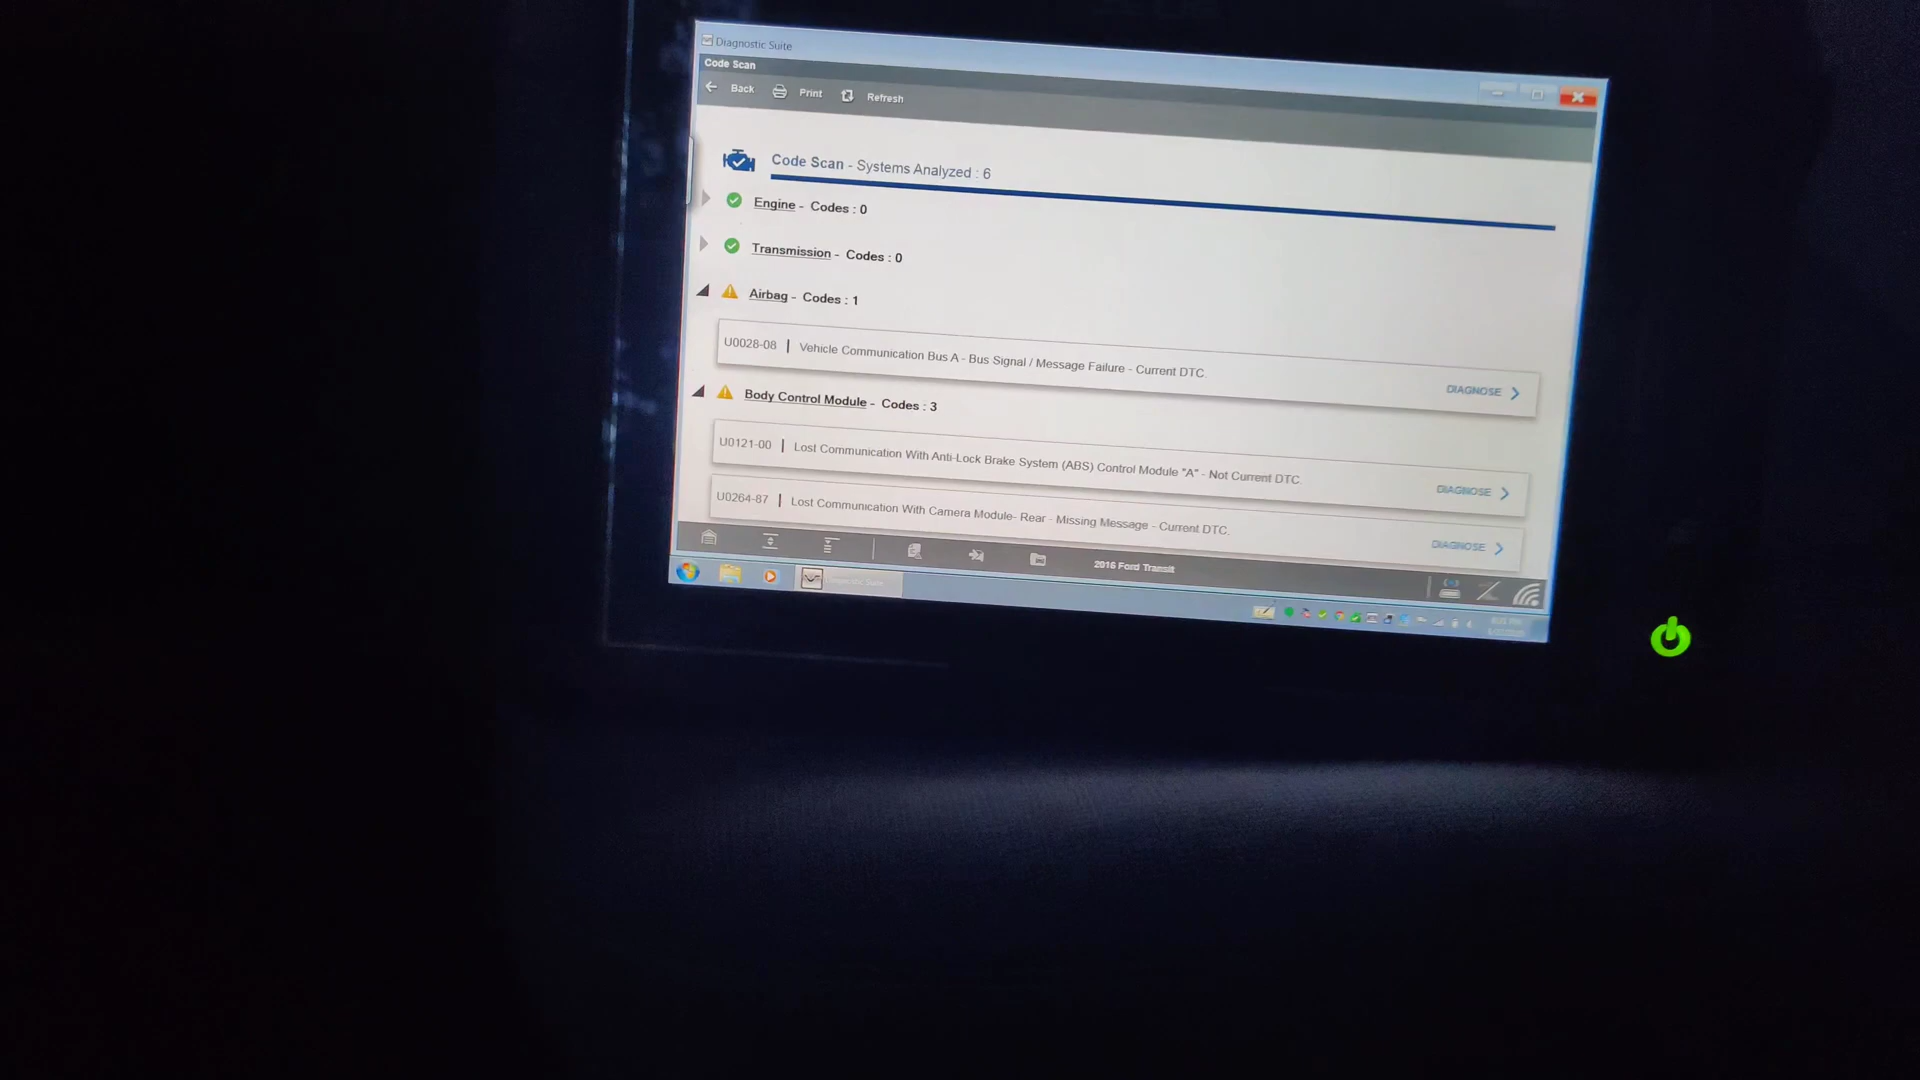 Diagnostic Suite
Code Scan
Back Print Refresh
Code Scan - Systems Analyzed : 6
Engine - Codes : 0
Transmission - Codes : 0
Airbag - Codes : 1
U0028-08 | Vehicle Communication Bus A - Bus Signal / Message Failure - Current DTC.
DIAGNOSE
Body Control Module - Codes : 3
U0121-00 | Lost Communication With Anti-Lock Brake System (ABS) Control Module "A" - Not Current DTC.
DIAGNOSE
U0264-87 | Lost Communication With Camera Module- Rear - Missing Message - Current DTC.
DIAGNOSE
2016 Ford Transit
Diagnostic Suite